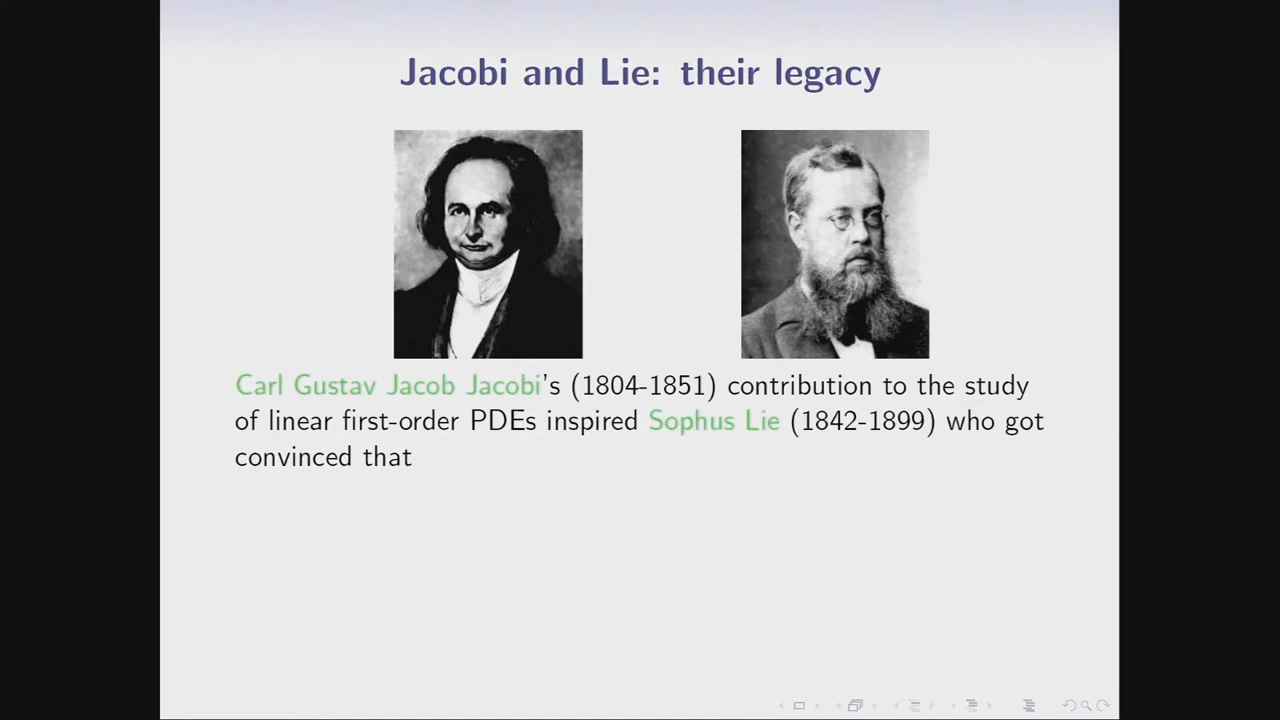 Jacobi and Lie: their legacy
Carl Gustav Jacob Jacobi's (1804-1851) contribution to the study
of linear first-order PDEs inspired Sophus Lie (1842-1899) who got
convinced that